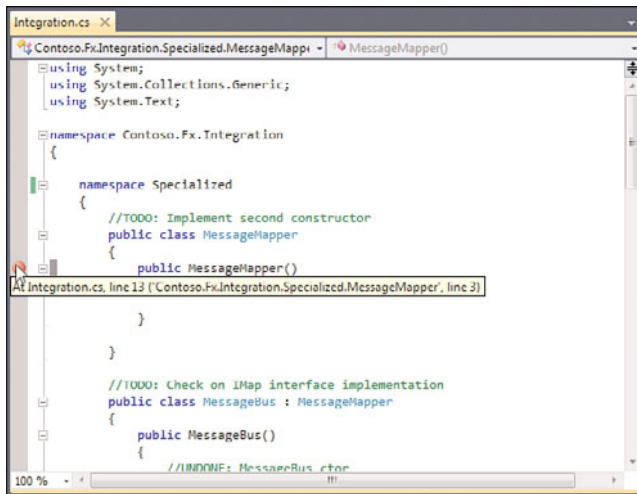 Integration.cs
Contoso.Fx.Integration.Specialized.MessageMappe MessageMapper()
using System;
using System.Collections.Generic;
using System.Text;
namespace Contoso.Fx.Integration
{
namespace Specialized
{
//TODO: Implement second constructor
public class MessageMapper
{
public MessageMapper()
At Integration.cs, line 13 ('Contoso.Fx.Integration.Specialized.MessageMapper', line 3)
}
}
//TODO: Check on IMap interface implementation
public class MessageBus : MessageMapper
{
public MessageBus()
{
//UNDONE: MessageBus ctor
100 %